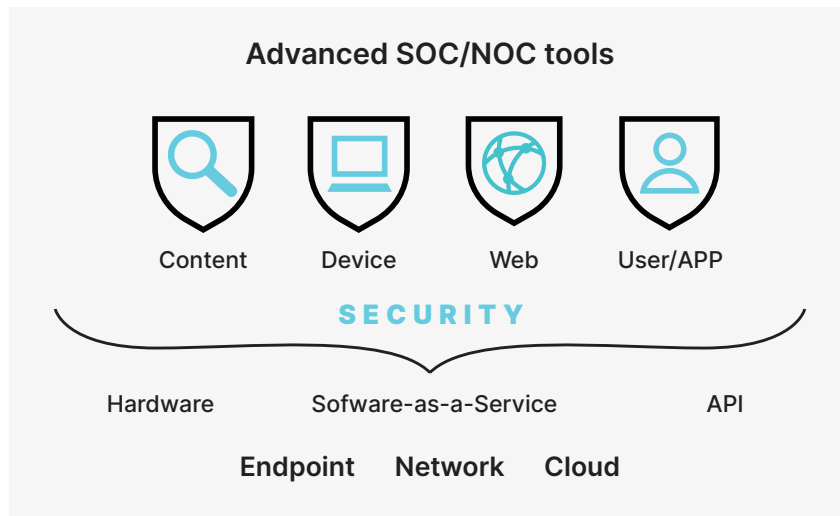 Advanced SOC/NOC tools
Content Device Web User/APP
SECURITY
Hardware Sofware-as-a-Service API
Endpoint Network Cloud